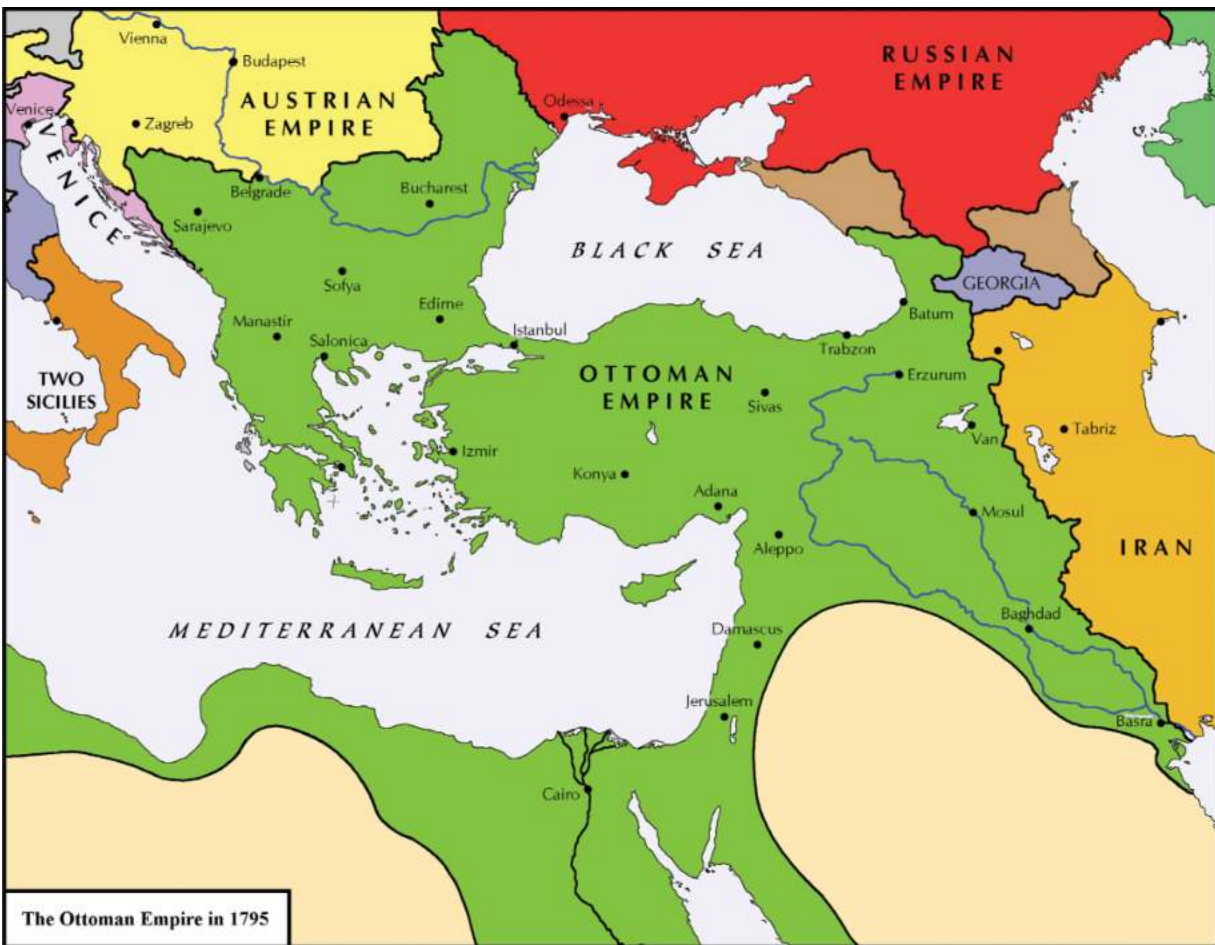 Vienna
Budapest
RUSSIAN
EMPIRE
AUSTRIAN
EMPIRE
Odessa
Venice
Zagreb
VENICE
Belgrade
Bucharest
Sarajevo
BLACK SEA
Sofya
GEORGIA
Edirne
Batum
Manastir
Istanbul
Salonica
Trabzon
TWO
SICILIES
OTTOMAN
EMPIRE
Erzurum
Sivas
Van
Tabriz
Izmir
Konya
Adana
Mosul
Aleppo
IRAN
MEDITERRANEAN SEA
Damascus
Baghdad
Jerusalem
Basra
Cairo
The Ottoman Empire in 1795